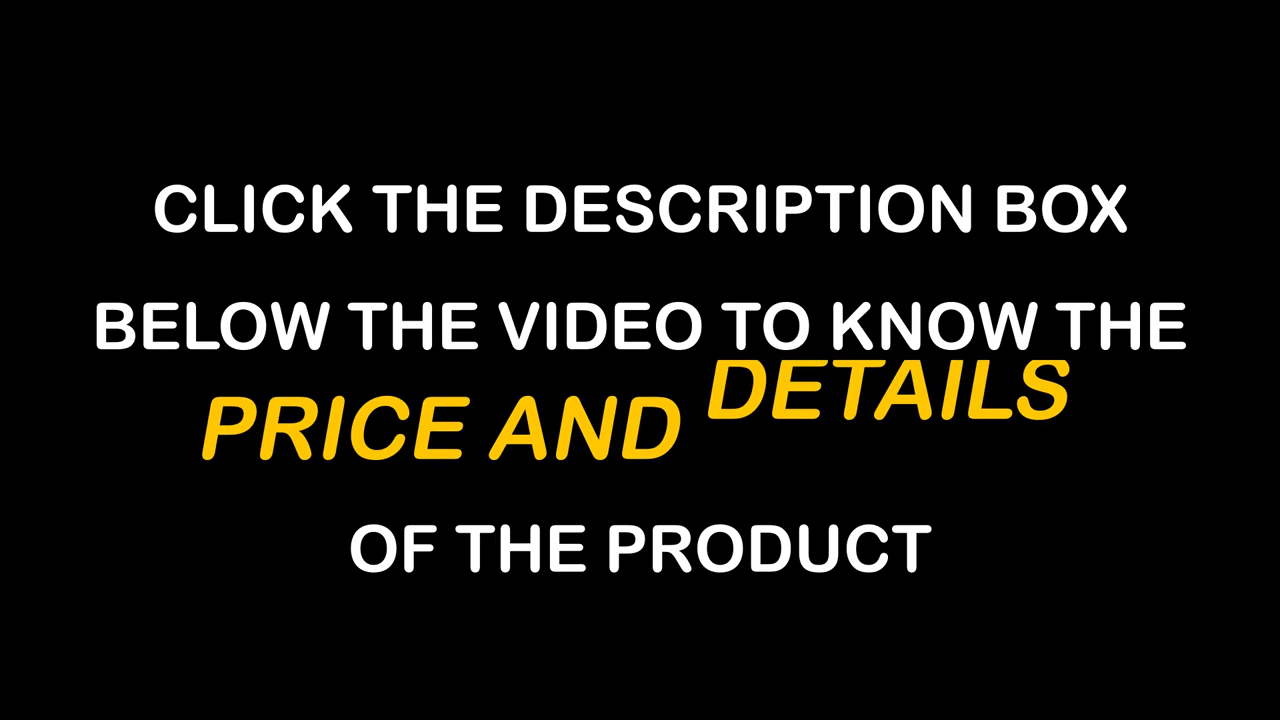 CLICK THE DESCRIPTION BOX
BELOW THE VIDEO TO KNOW THE
PRICE AND DETAILS
OF THE PRODUCT